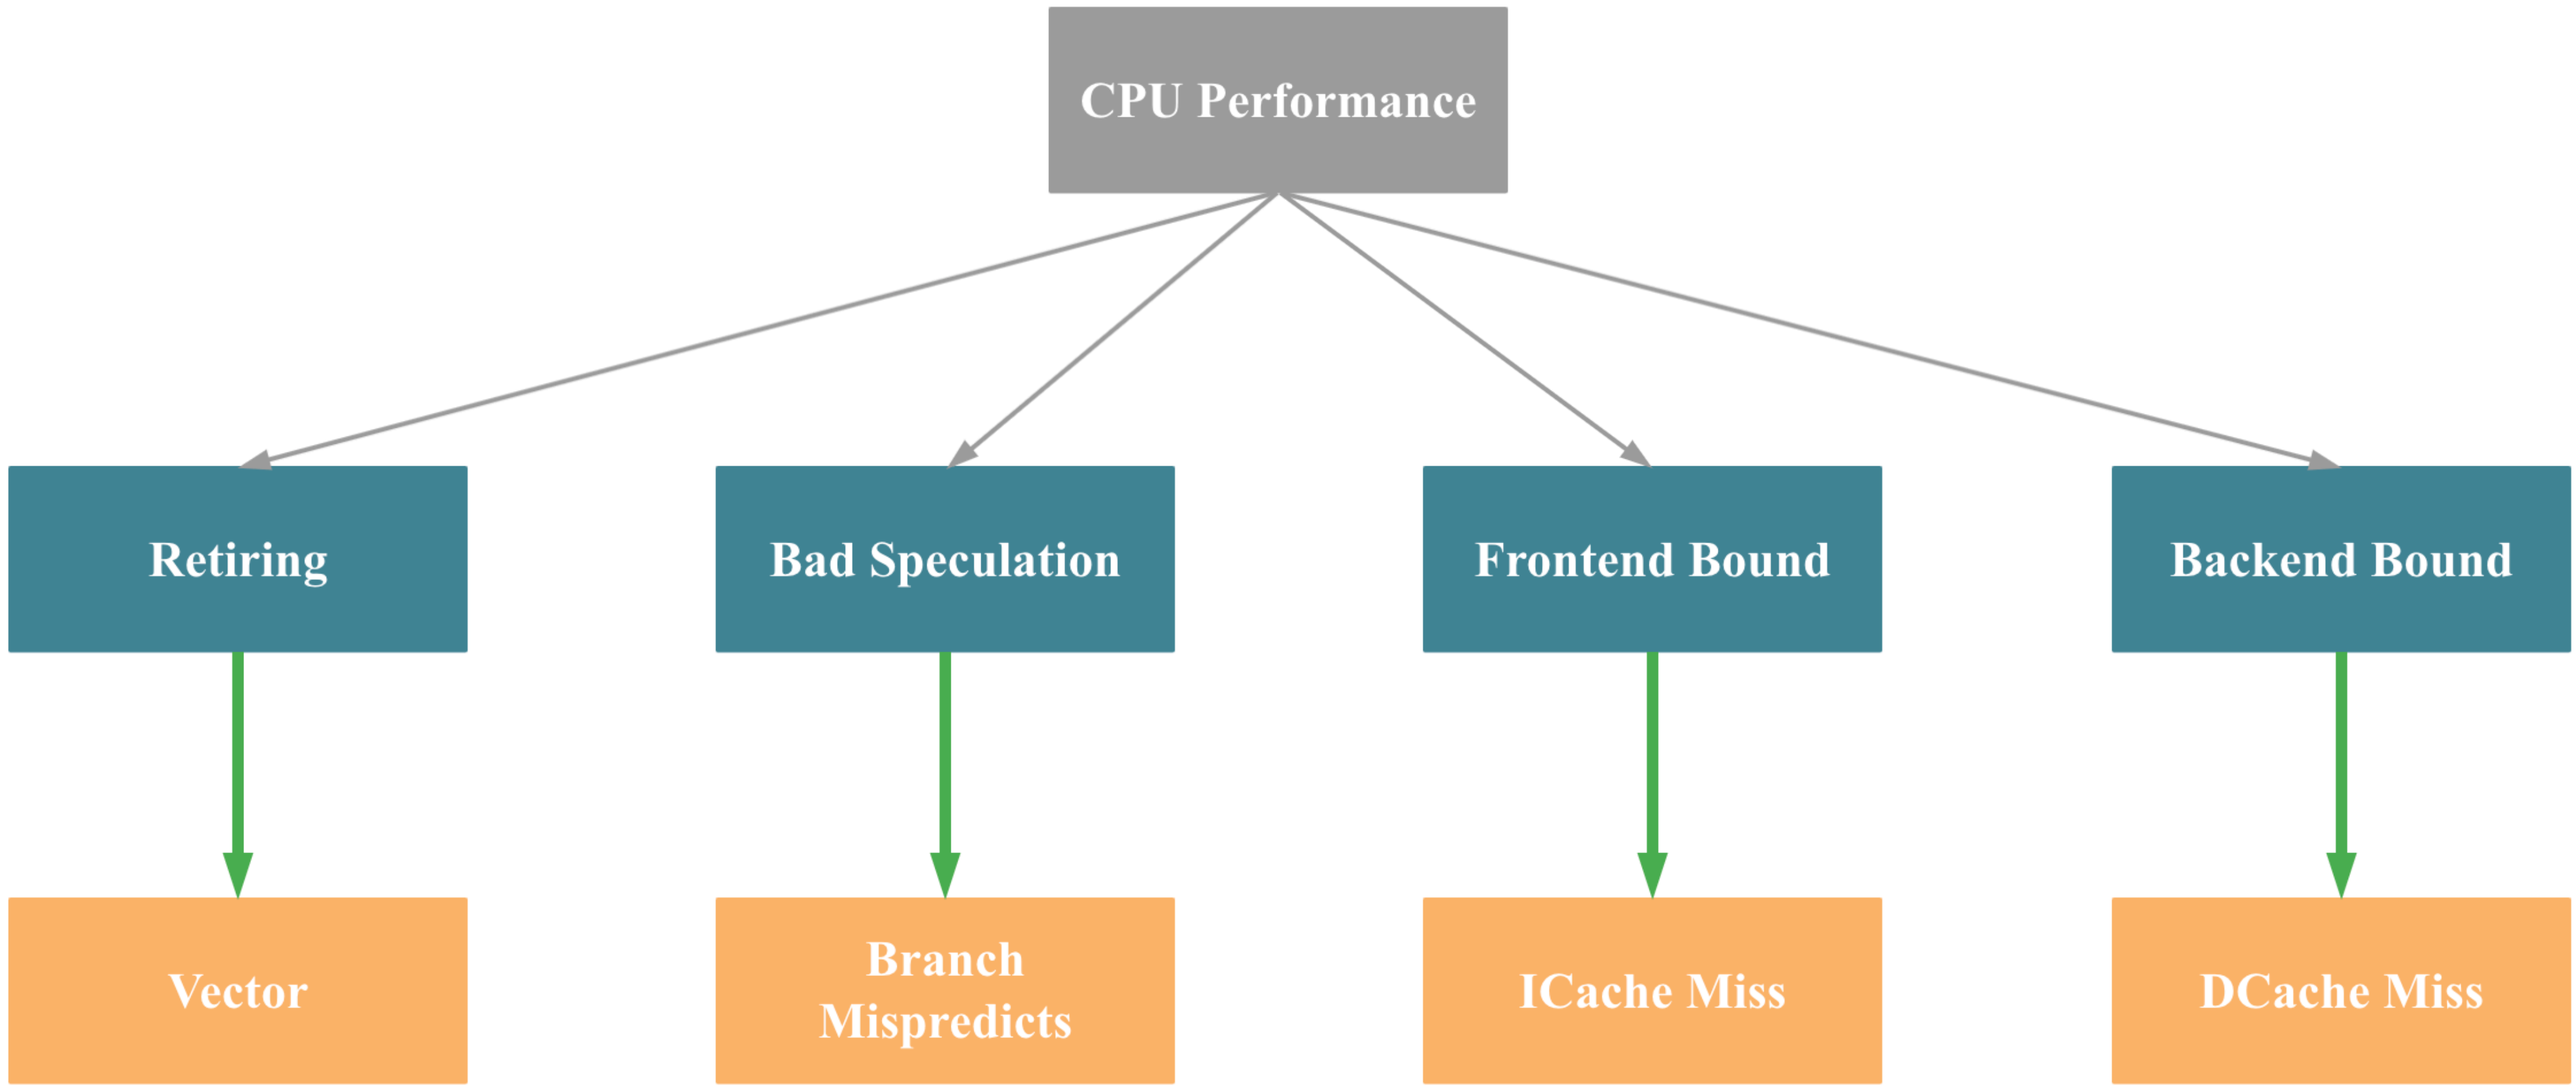 CPU Performance
Retiring
Bad Speculation
Frontend Bound
Backend Bound
Vector
Branch
Mispredicts
ICache Miss
DCache Miss